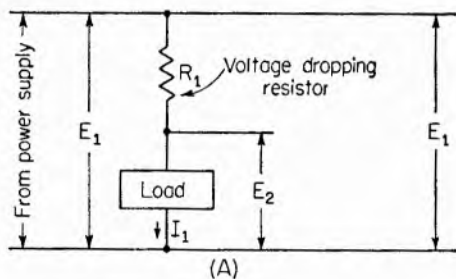 From power supply
E1
R1
Voltage dropping
resistor
E1
Load
E2
I1
(A)